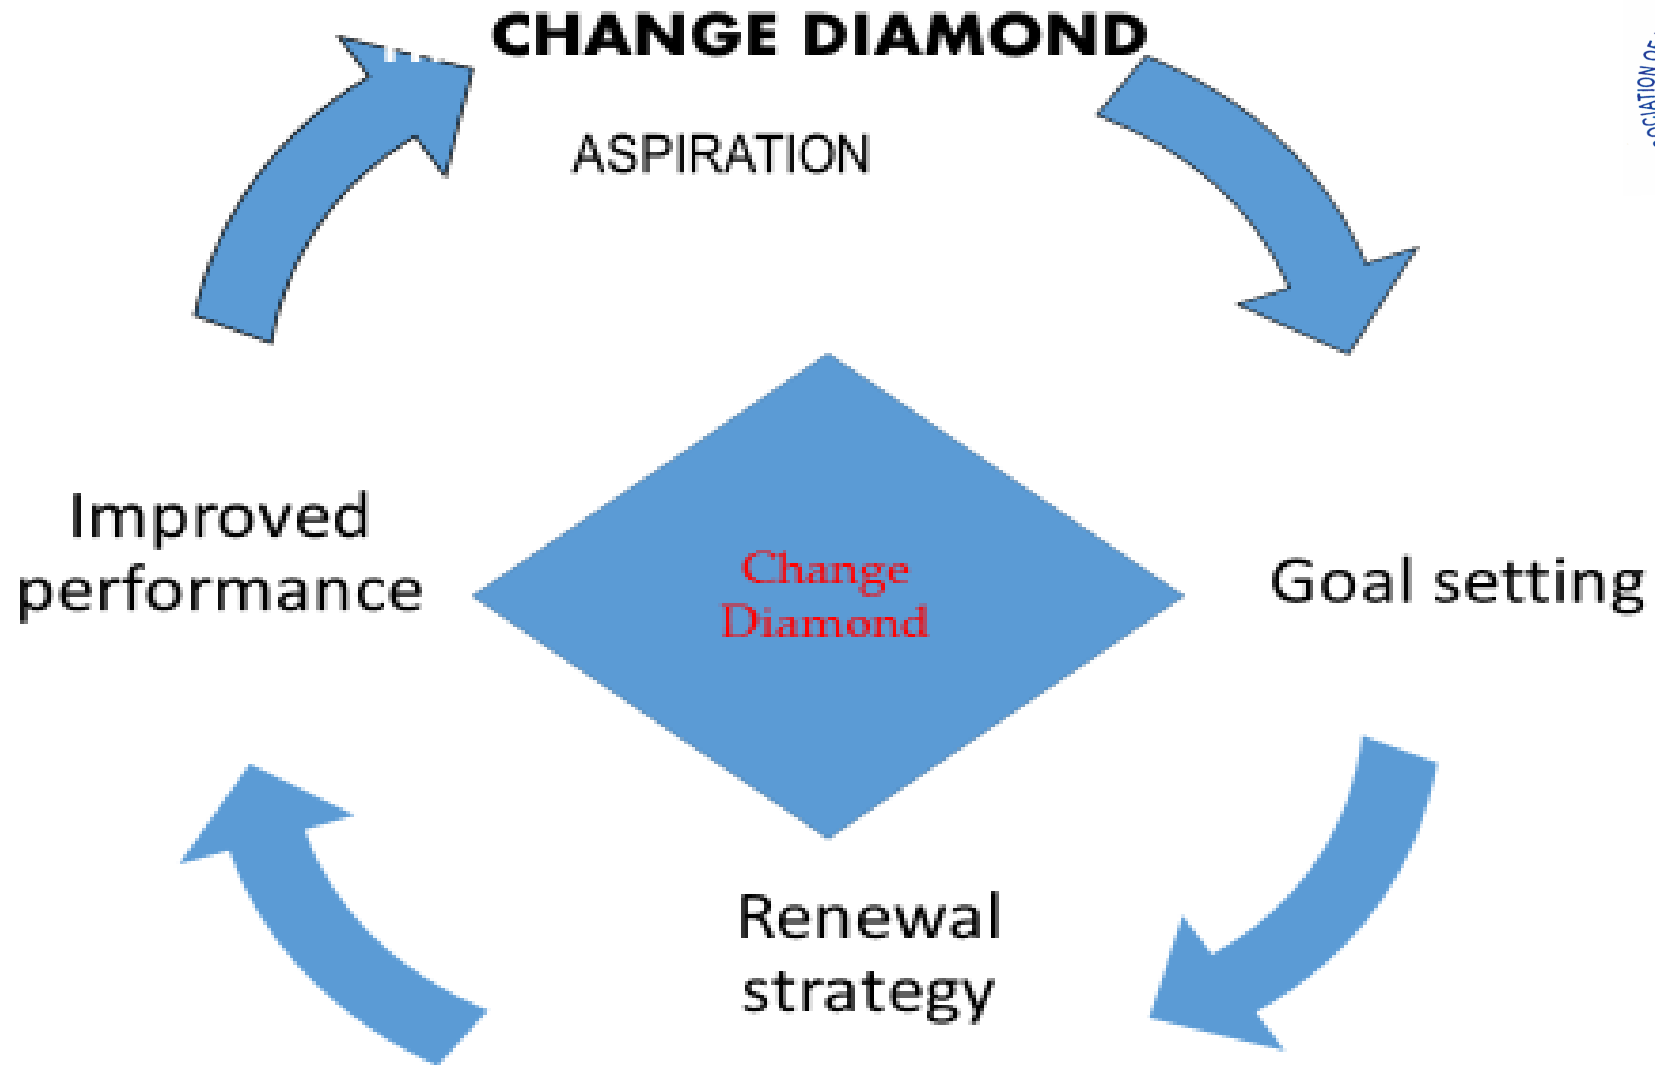 CHANGE DIAMOND
ASPIRATION
Improved
performance
Change
Diamond
Goal setting
Renewal
strategy